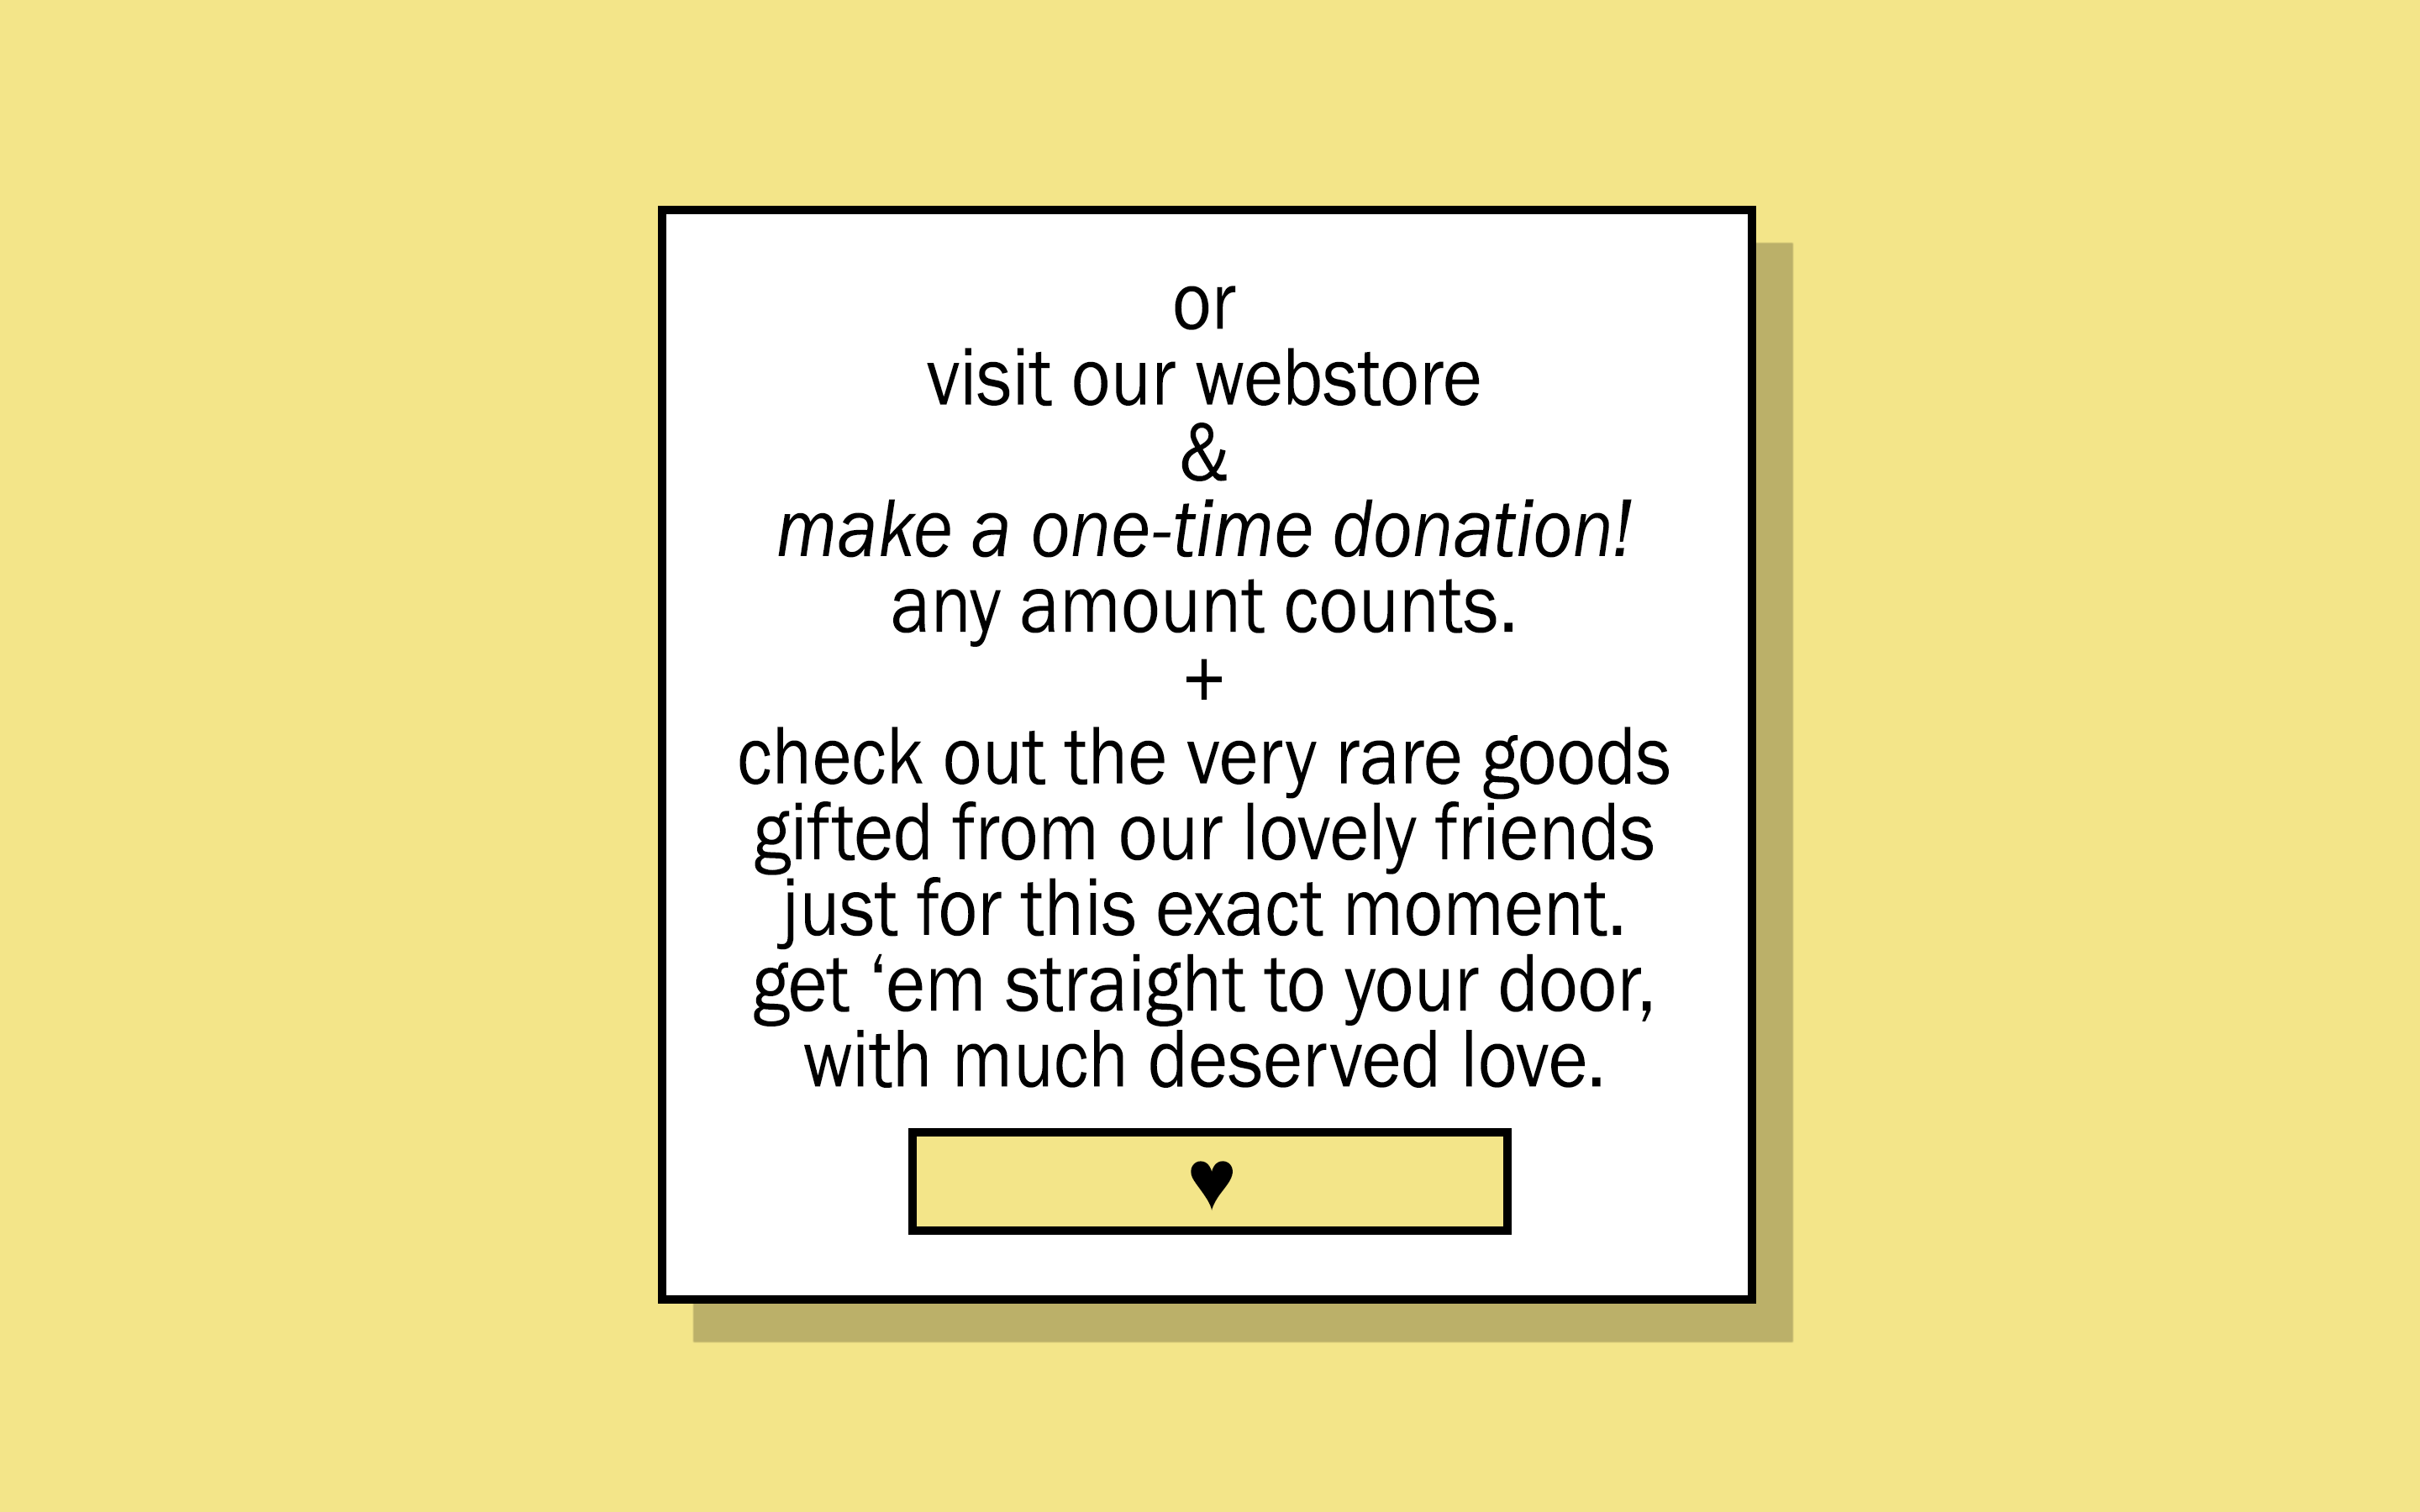 or
visit our webstore
&
make a one-time donation!
any amount counts.
+
check out the very rare goods
gifted from our lovely friends
just for this exact moment.
get ‘em straight to your door,
with much deserved love.
♥